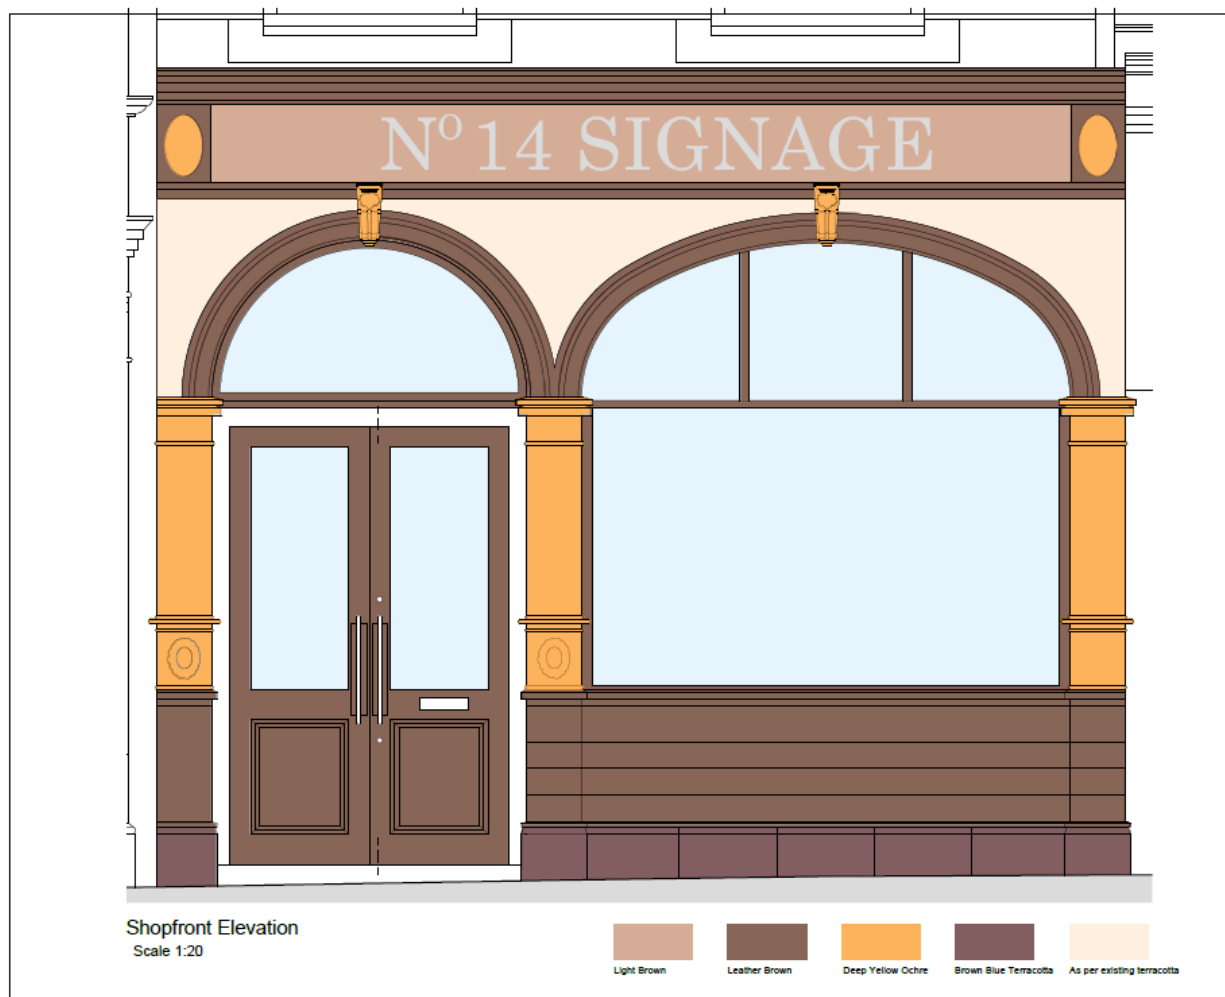 Nº 14 SIGNAGE
Shopfront Elevation
Scale 1:20
Light Brown
Leather Brown
Deep Yellow Ochre
Brown Blue Terracotta
As per existing terracotta